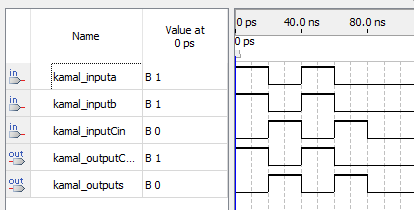 Name
Value at
0 ps
0 ps 40.0 ns 80.0 ns
0 ps
in kamal_inputa B 1
in kamal_inputb B 1
in kamal_inputCin B 0
out kamal_outputC... B 1
out kamal_outputs B 0